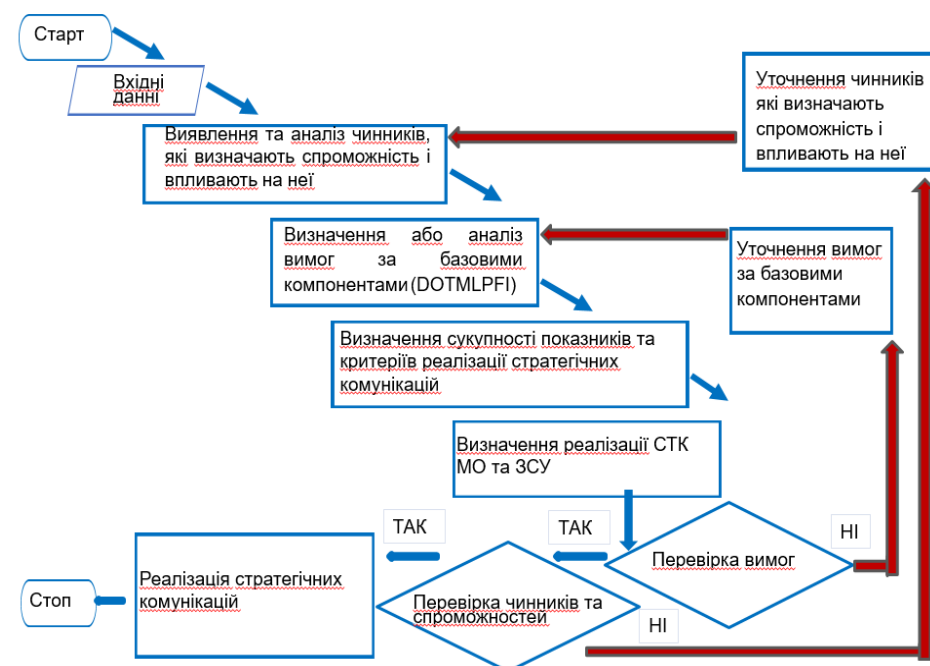 Старт
Вхідні
данні
Виявлення та аналіз чинників,
які визначають спроможність і
впливають на неї
Уточнення чинників
які визначають
спроможність і
впливають на неї
Визначення або аналіз
вимог за базовими
компонентами (DOTMLPFI)
Уточнення вимог
за базовими
компонентами
Визначення сукупності показників та
критеріїв реалізації стратегічних
комунікацій
Визначення реалізації СТК
МО та ЗСУ
Перевірка вимог
НІ
ТАК
Перевірка чинників та
спроможностей
НІ
ТАК
Реалізація стратегічних
комунікацій
Стоп